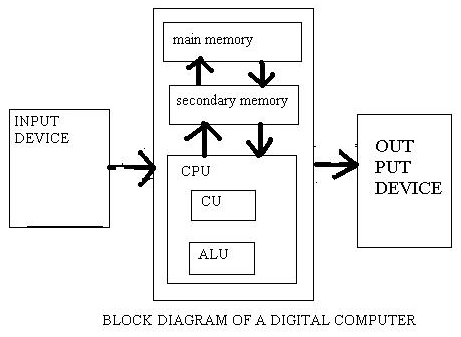 main memory
secondary memory
INPUT
DEVICE
CPU
CU
ALU
OUT
PUT
DEVICE
BLOCK DIAGRAM OF A DIGITAL COMPUTER